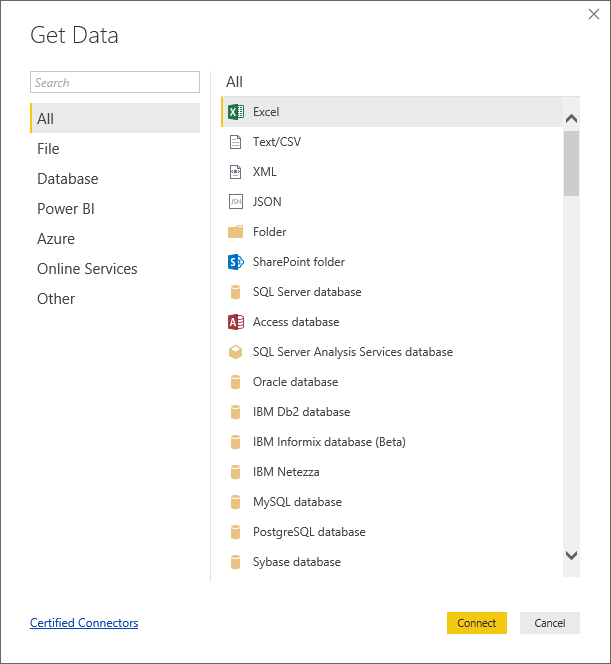 Get Data
Search
All
File
Database
Power BI
Azure
Online Services
Other
All
Excel
Text/CSV
XML
JSON
Folder
SharePoint folder
SQL Server database
Access database
SQL Server Analysis Services database
Oracle database
IBM Db2 database
IBM Informix database (Beta)
IBM Netezza
MySQL database
PostgreSQL database
Sybase database
Certified Connectors
Connect
Cancel